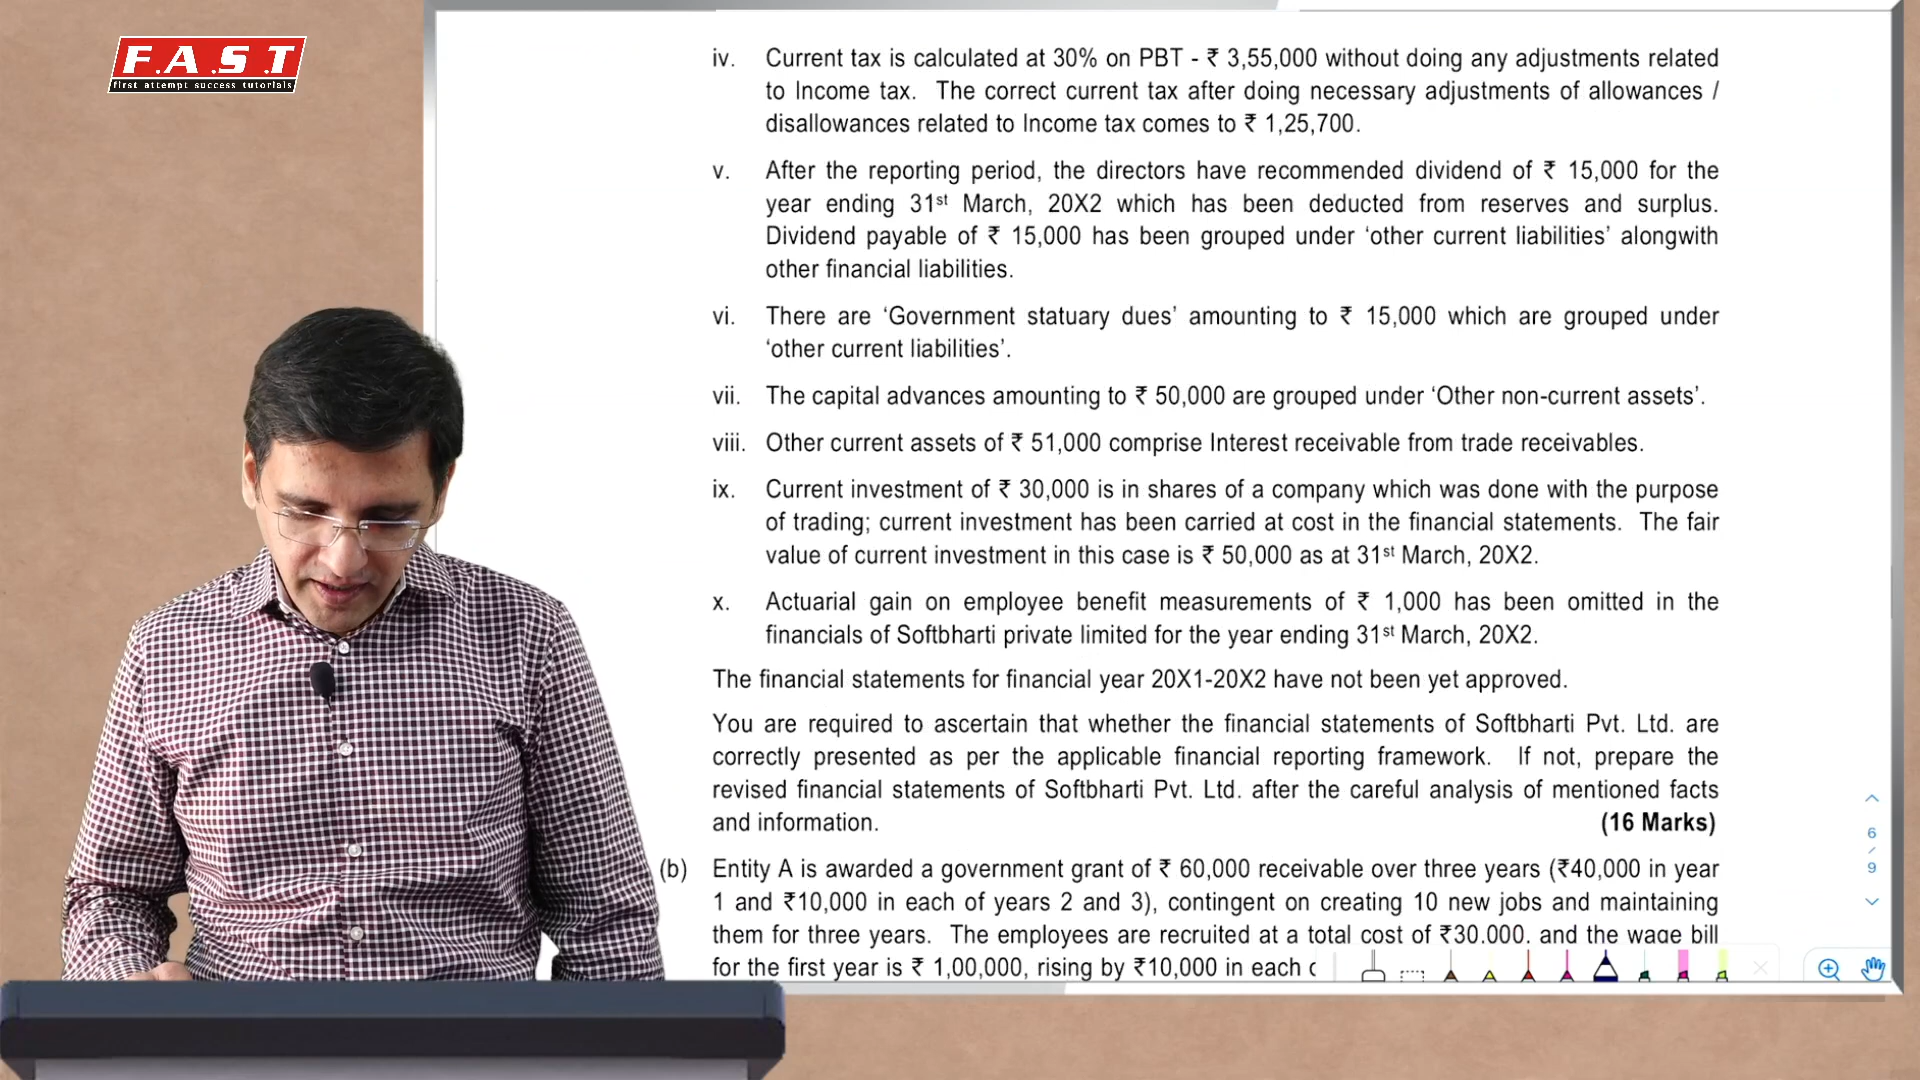 F.A.S.T
first attempt success tutorials
iv. Current tax is calculated at 30% on PBT - ₹ 3,55,000 without doing any adjustments related
to Income tax. The correct current tax after doing necessary adjustments of allowances /
disallowances related to Income tax comes to ₹ 1,25,700.
v. After the reporting period, the directors have recommended dividend of ₹ 15,000 for the
year ending 31st March, 20X2 which has been deducted from reserves and surplus.
Dividend payable of ₹ 15,000 has been grouped under ‘other current liabilities’ alongwith
other financial liabilities.
vi. There are ‘Government statuary dues’ amounting to ₹ 15,000 which are grouped under
‘other current liabilities’.
vii. The capital advances amounting to ₹ 50,000 are grouped under ‘Other non-current assets’.
viii. Other current assets of ₹ 51,000 comprise Interest receivable from trade receivables.
ix. Current investment of ₹ 30,000 is in shares of a company which was done with the purpose
of trading; current investment has been carried at cost in the financial statements. The fair
value of current investment in this case is ₹ 50,000 as at 31st March, 20X2.
x. Actuarial gain on employee benefit measurements of ₹ 1,000 has been omitted in the
financials of Softbharti private limited for the year ending 31st March, 20X2.
The financial statements for financial year 20X1-20X2 have not been yet approved.
You are required to ascertain that whether the financial statements of Softbharti Pvt. Ltd. are
correctly presented as per the applicable financial reporting framework. If not, prepare the
revised financial statements of Softbharti Pvt. Ltd. after the careful analysis of mentioned facts
and information. (16 Marks)
(b) Entity A is awarded a government grant of ₹ 60,000 receivable over three years (₹40,000 in year
1 and ₹10,000 in each of years 2 and 3), contingent on creating 10 new jobs and maintaining
them for three years. The employees are recruited at a total cost of ₹30,000, and the wage bill
for the first year is ₹ 1,00,000, rising by ₹10,000 in each
6
/
9